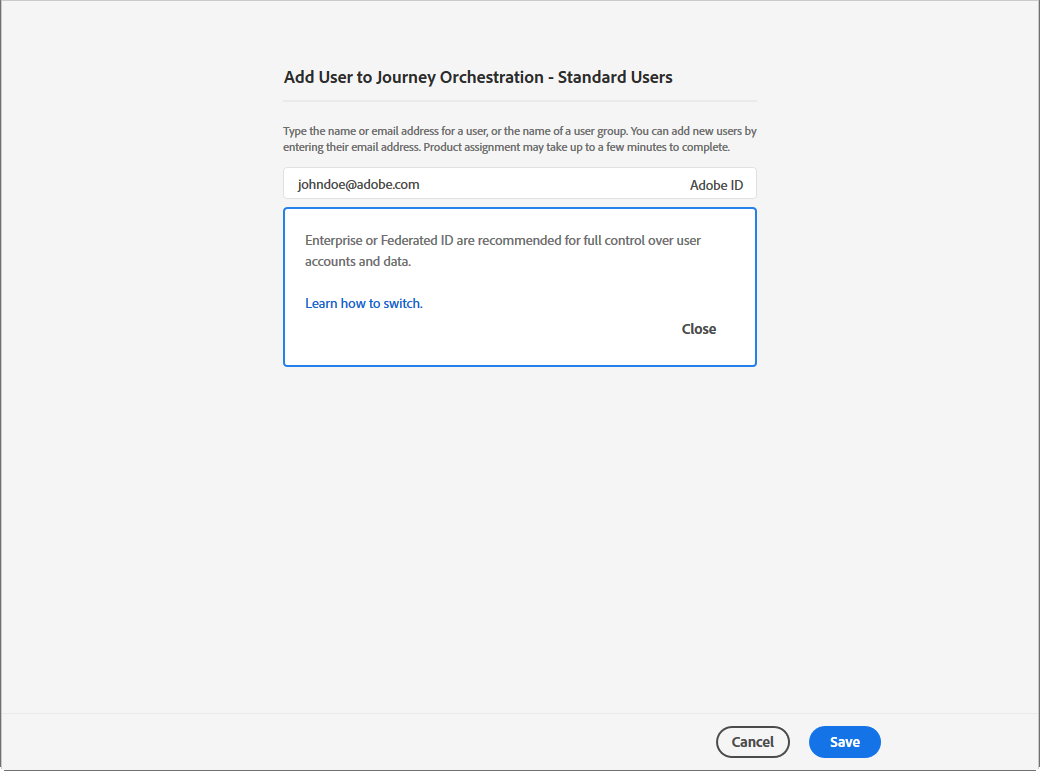 Add User to Journey Orchestration - Standard Users
Type the name or email address for a user, or the name of a user group. You can add new users by
entering their email address. Product assignment may take up to a few minutes to complete.
johndoe@adobe.com Adobe ID
Enterprise or Federated ID are recommended for full control over user
accounts and data.
Learn how to switch.
Close
Cancel Save